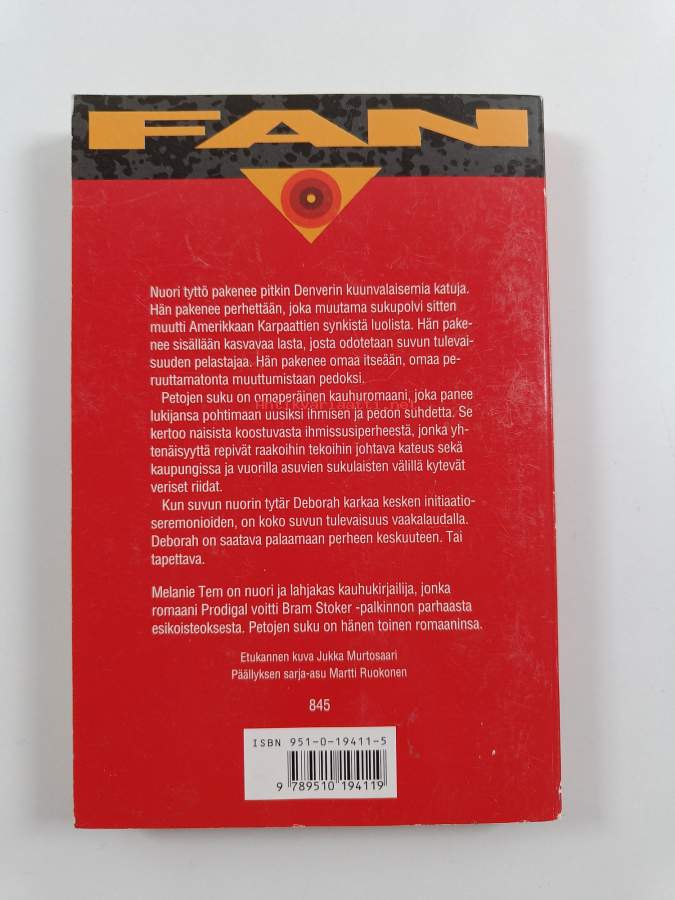 FAN
Nuori tyttö pakenee pitkin Denverin kuunvalaisemia katuja.
Hän pakenee perhettään, joka muutama sukupolvi sitten
muutti Amerikkaan Karpaattien synkistä luolista. Hän pake-
nee sisällään kasvavaa lasta, josta odotetaan suvun tulevai-
suuden pelastajaa. Hän pakenee omaa itseään, omaa pe-
ruuttamatonta muuttumistaan pedoksi.
Petojen suku on omaperäinen kauhuromaani, joka panee
Antikvariaatti.net
lukijansa pohtimaan uusiksi ihmisen ja pedon suhdetta. Se
kertoo naisista koostuvasta ihmissusiperheestä, jonka yh-
tenäisyyttä repivät raakoihin tekoihin johtava kateus sekä
kaupungissa ja vuorilla asuvien sukulaisten välillä kytevät
veriset riidat.
Kun suvun nuorin tytär Deborah karkaa kesken initiaatio-
seremonioiden, on koko suvun tulevaisuus vaakalaudalla.
Deborah on saatava palaamaan perheen keskuuteen. Tai
tapettava.
Melanie Tem on nuori ja lahjakas kauhukirjailija, jonka
romaani Prodigal voitti Bram Stoker -palkinnon parhaasta
esikoisteoksesta. Petojen suku on hänen toinen romaaninsa.
Etukannen kuva Jukka Murtosaari
Päällyksen sarja-asu Martti Ruokonen
845
ISBN 951-0-19411-5
9 789510 194119